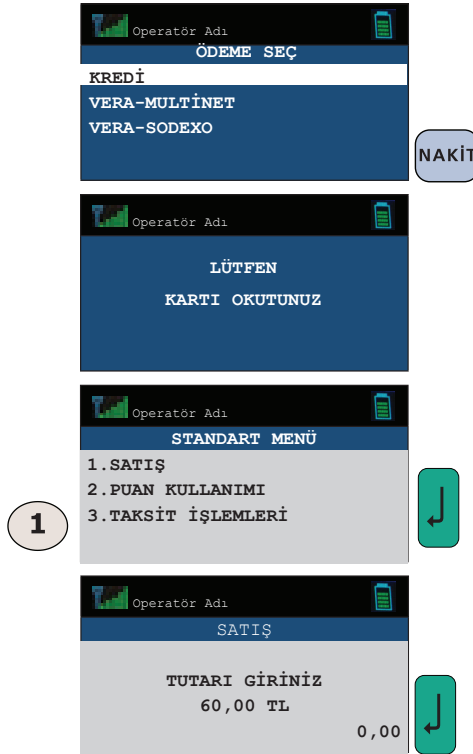 Operatör Adı
ÖDEME SEÇ
KREDİ
VERA-MULTİNET
VERA-SODEXO
NAKİT
Operatör Adı
LÜTFEN
KARTI OKUTUNUZ
Operatör Adı
STANDART MENÜ
1.SATIŞ
2.PUAN KULLANIMI
3.TAKSİT İŞLEMLERİ
1
Operatör Adı
SATIŞ
TUTARI GİRİNİZ
60,00 TL
0,00